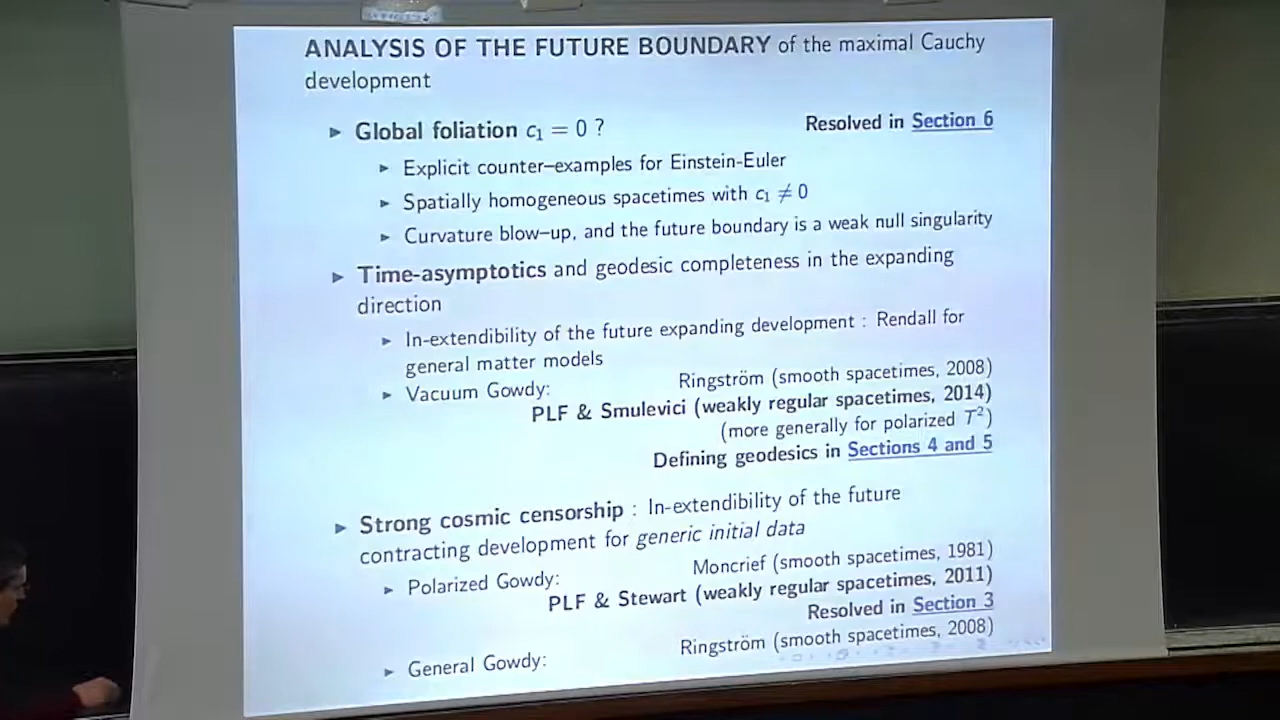 ANALYSIS OF THE FUTURE BOUNDARY of the maximal Cauchy
development
► Global foliation c₁ = 0 ? Resolved in Section 6
► Explicit counter–examples for Einstein-Euler
► Spatially homogeneous spacetimes with c₁ ≠ 0
► Curvature blow–up, and the future boundary is a weak null singularity
► Time-asymptotics and geodesic completeness in the expanding
direction
► In-extendibility of the future expanding development : Rendall for
general matter models
► Vacuum Gowdy: Ringström (smooth spacetimes, 2008)
PLF & Smulevici (weakly regular spacetimes, 2014)
(more generally for polarized T²)
Defining geodesics in Sections 4 and 5
► Strong cosmic censorship : In-extendibility of the future
contracting development for generic initial data
► Polarized Gowdy: Moncrief (smooth spacetimes, 1981)
PLF & Stewart (weakly regular spacetimes, 2011)
Resolved in Section 3
► General Gowdy: Ringström (smooth spacetimes, 2008)